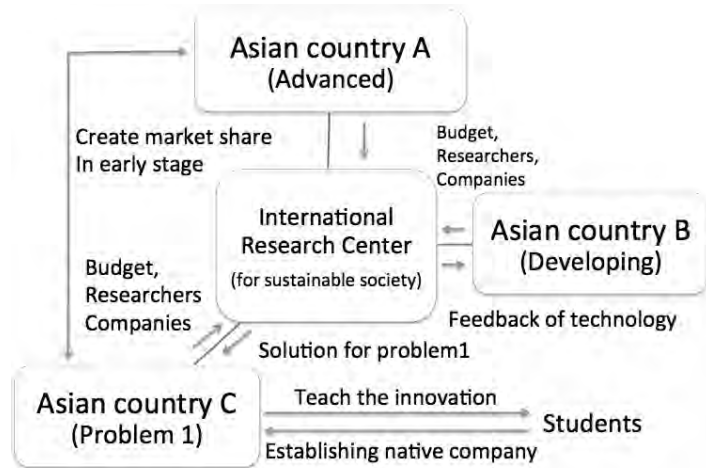 Asian country A
(Advanced)
Create market share
In early stage
Budget,
Researchers,
Companies
International
Research Center
(for sustainable society)
Asian country B
(Developing)
Budget,
Researchers
Companies
Feedback of technology
Solution for problem1
Asian country C
(Problem 1)
Teach the innovation
Students
Establishing native company